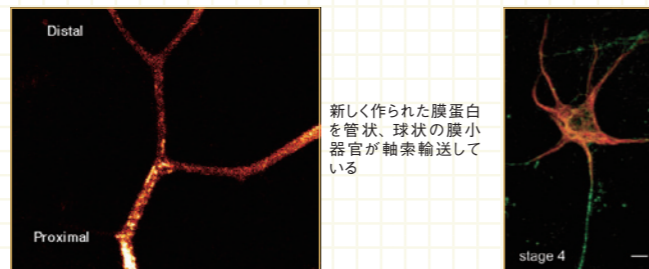 Distal
Proximal
新しく作られた膜蛋白
を管状、球状の膜小
器官が軸索輸送して
いる
stage 4